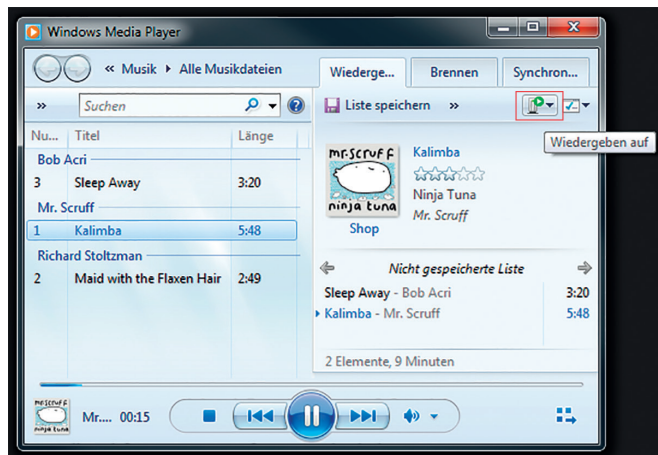 Windows Media Player
« Musik ▸ Alle Musikdateien
Wiederge...
Brennen
Synchron...
» Suchen
Liste speichern »
Wiedergeben auf
Nu... Titel Länge
Bob Acri
3 Sleep Away 3:20
Mr. Scruff
1 Kalimba 5:48
Richard Stoltzman
2 Maid with the Flaxen Hair 2:49
mr.scruff
ninja tuna
Shop
Kalimba
Ninja Tuna
Mr. Scruff
Nicht gespeicherte Liste
Sleep Away - Bob Acri 3:20
Kalimba - Mr. Scruff 5:48
2 Elemente, 9 Minuten
mr.scruff
ninja tuna
Mr.... 00:15